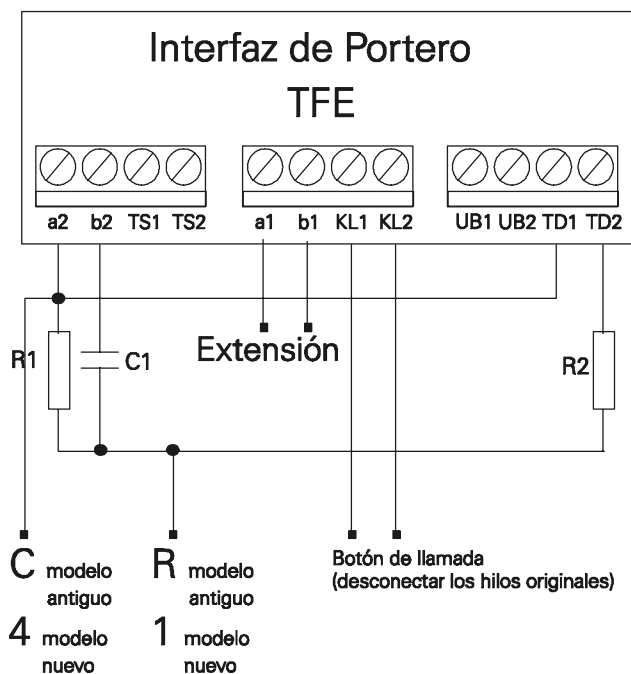 Interfaz de Portero
TFE
a2 b2 TS1 TS2 a1 b1 KL1 KL2 UB1 UB2 TD1 TD2
R1 C1 Extensión R2
C modelo antiguo
4 modelo nuevo
R modelo antiguo
1 modelo nuevo
Botón de llamada
(desconectar los hilos originales)